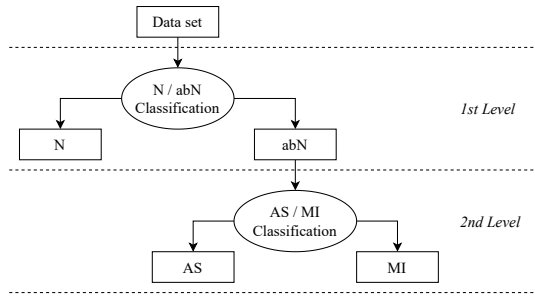 Data set
N / abN
Classification
1st Level
N
abN
AS / MI
Classification
2nd Level
AS
MI